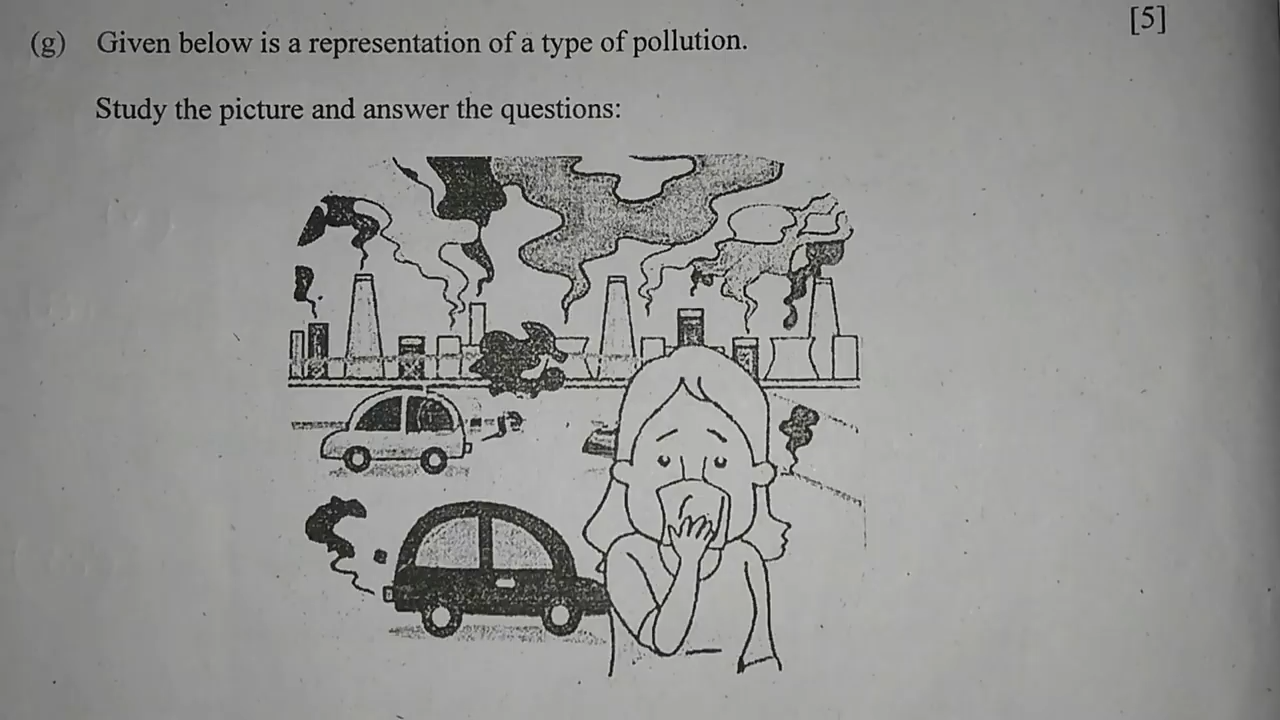 [5]
(g) Given below is a representation of a type of pollution.
Study the picture and answer the questions: